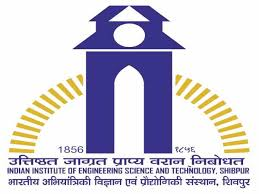 1856 १८५६
उत्तिष्ठत जाग्रत प्राप्य वरान निबोधत
INDIAN INSTITUTE OF ENGINEERING SCIENCE AND TECHNOLOGY, SHIBPUR
भारतीय अभियांत्रिकी विज्ञान एवं प्रौद्योगिकी संस्थान, शिवपुर